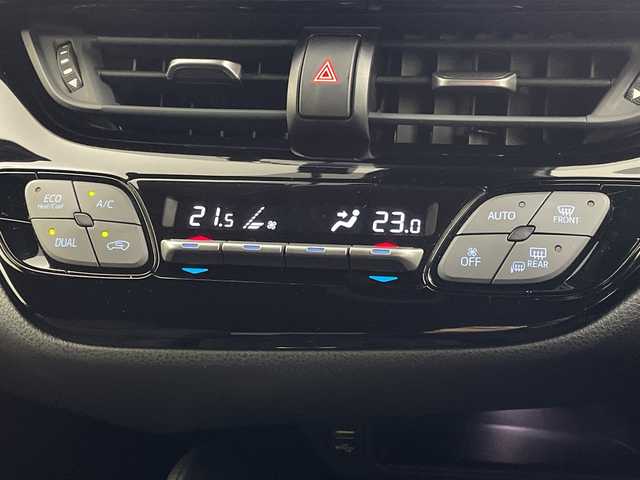 ECO
Heat/Cool
A/C
DUAL
21.5
23.0
AUTO
FRONT
OFF
REAR